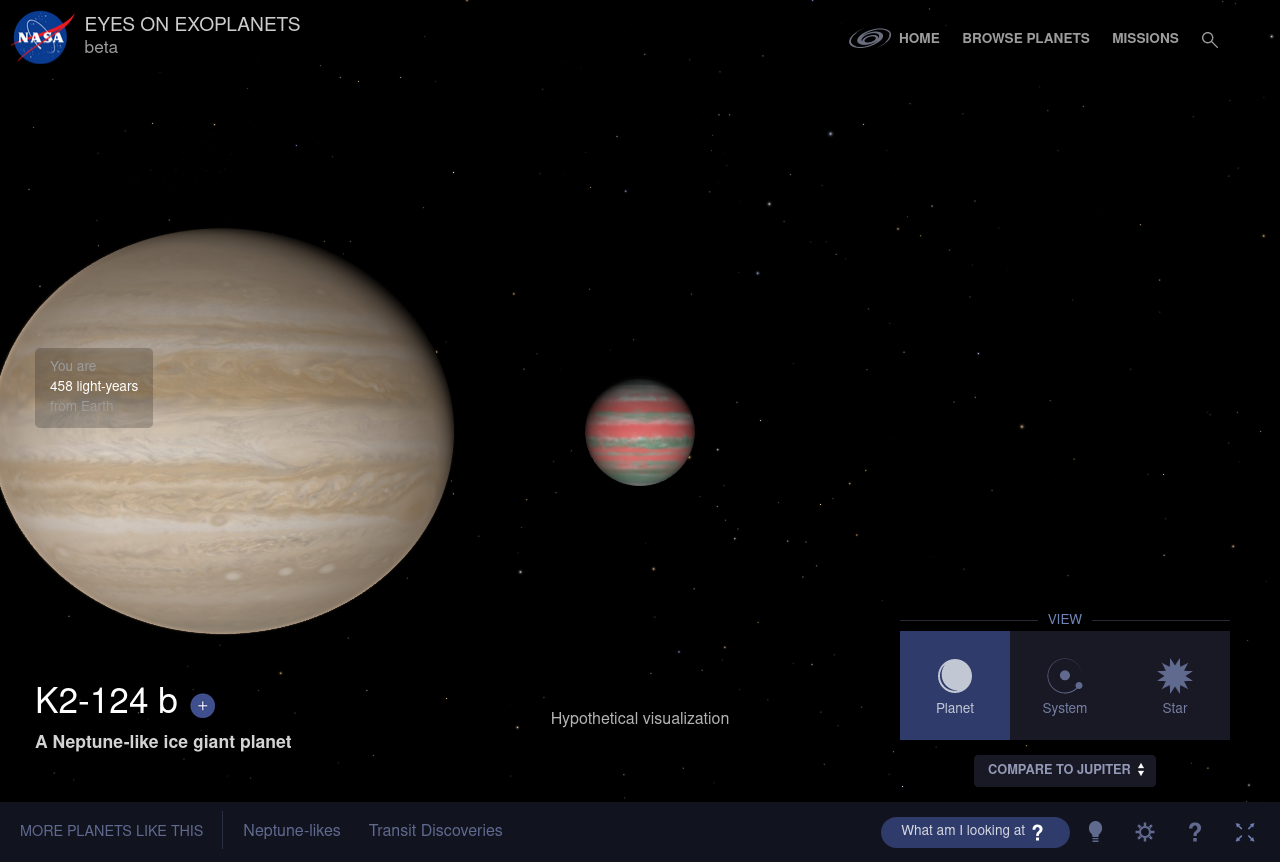 NASA
EYES ON EXOPLANETS
beta
HOME
BROWSE PLANETS
MISSIONS
You are
458 light-years
from Earth
K2-124 b +
A Neptune-like ice giant planet
Hypothetical visualization
VIEW
Planet
System
Star
COMPARE TO JUPITER
MORE PLANETS LIKE THIS
Neptune-likes
Transit Discoveries
What am I looking at ?
?